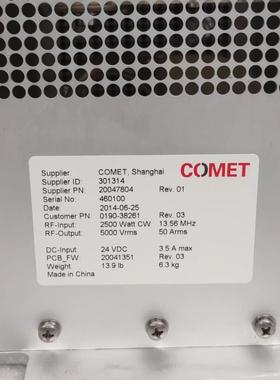 Supplier COMET, Shanghai COMET
Supplier ID: 301314
Supplier PN: 20047804 Rev. 01
Serial No: 460100
Date: 2014-06-25
Customer PN: 0190-38261 Rev. 03
RF-Input: 2500 Watt CW 13.56 MHz
RF-Output: 5000 Vrms 50 Arms
DC-Input: 24 VDC 3.5 A max
PCB_FW: 20041351 Rev 03
Weight: 13.9 lb 6.3 kg
Made in China